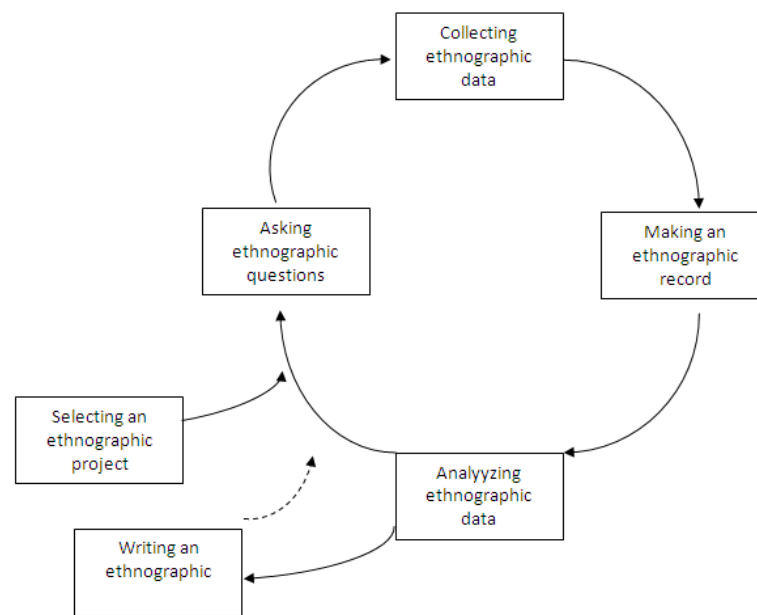 Collecting
ethnographic
data
Asking
ethnographic
questions
Making an
ethnographic
record
Selecting an
ethnographic
project
Analyyzing
ethnographic
data
Writing an
ethnographic